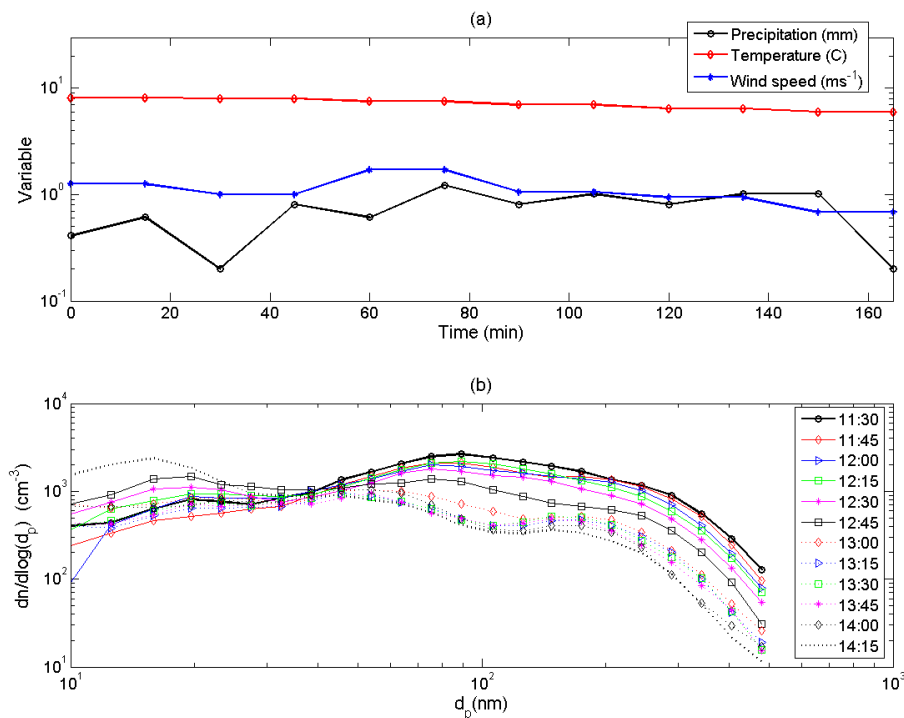 (a)
Precipitation (mm)
Temperature (C)
Wind speed (ms⁻¹)
Variable
10¹
10⁰
10⁻¹
0 20 40 60 80 100 120 140 160
Time (min)
(b)
dn/dlog(dₚ) (cm⁻³)
10⁴
10³
10²
10¹
11:30
11:45
12:00
12:15
12:30
12:45
13:00
13:15
13:30
13:45
14:00
14:15
10¹ 10² 10³
dₚ(nm)